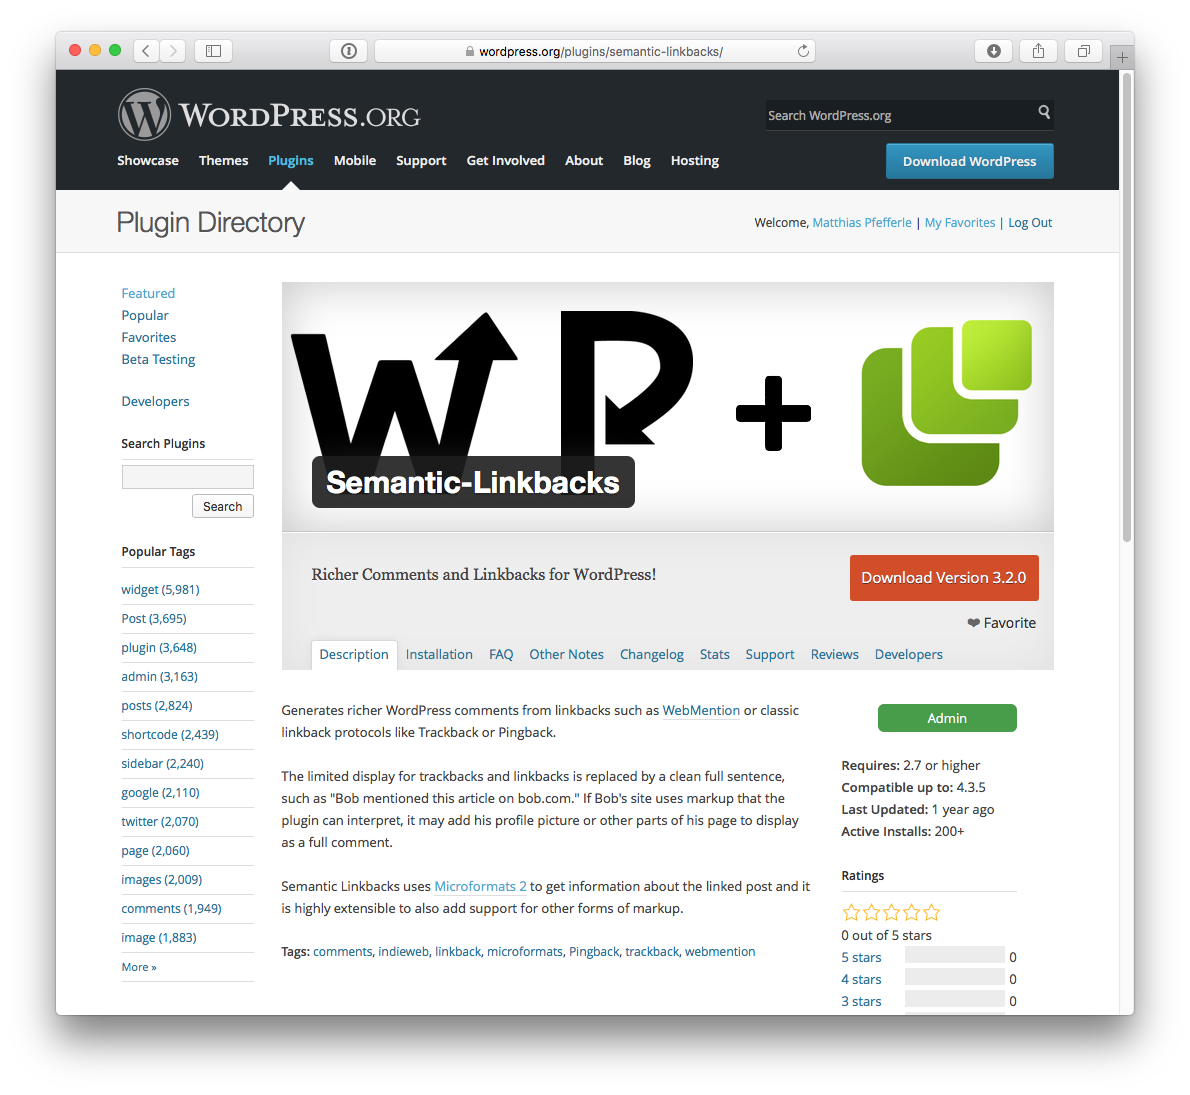 wordpress.org/plugins/semantic-linkbacks/
WORDPRESS.ORG
Search WordPress.org
Showcase Themes Plugins Mobile Support Get Involved About Blog Hosting
Download WordPress
Plugin Directory
Welcome, Matthias Pfefferle | My Favorites | Log Out
Featured
Popular
Favorites
Beta Testing
Developers
Search Plugins
Search
Popular Tags
widget (5,981)
Post (3,695)
plugin (3,648)
admin (3,163)
posts (2,824)
shortcode (2,439)
sidebar (2,240)
google (2,110)
twitter (2,070)
page (2,060)
images (2,009)
comments (1,949)
image (1,883)
More »
W P +
Semantic-Linkbacks
Richer Comments and Linkbacks for WordPress!
Download Version 3.2.0
❤ Favorite
Description Installation FAQ Other Notes Changelog Stats Support Reviews Developers
Generates richer WordPress comments from linkbacks such as WebMention or classic
linkback protocols like Trackback or Pingback.
The limited display for trackbacks and linkbacks is replaced by a clean full sentence,
such as "Bob mentioned this article on bob.com." If Bob's site uses markup that the
plugin can interpret, it may add his profile picture or other parts of his page to display
as a full comment.
Semantic Linkbacks uses Microformats 2 to get information about the linked post and it
is highly extensible to also add support for other forms of markup.
Tags: comments, indieweb, linkback, microformats, Pingback, trackback, webmention
Admin
Requires: 2.7 or higher
Compatible up to: 4.3.5
Last Updated: 1 year ago
Active Installs: 200+
Ratings
0 out of 5 stars
5 stars 0
4 stars 0
3 stars 0